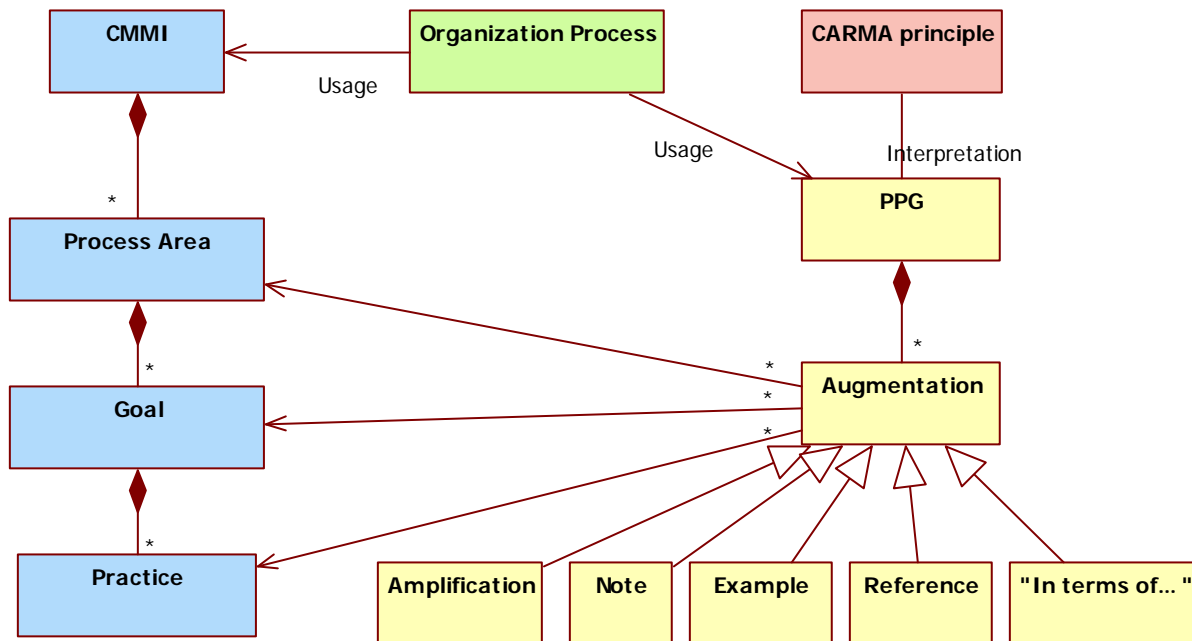 CMMI
Organization Process
CARMA principle
Usage
Usage
Interpretation
*
Process Area
PPG
*
*
Goal
*
Augmentation
*
*
*
Practice
Amplification
Note
Example
Reference
"In terms of... "